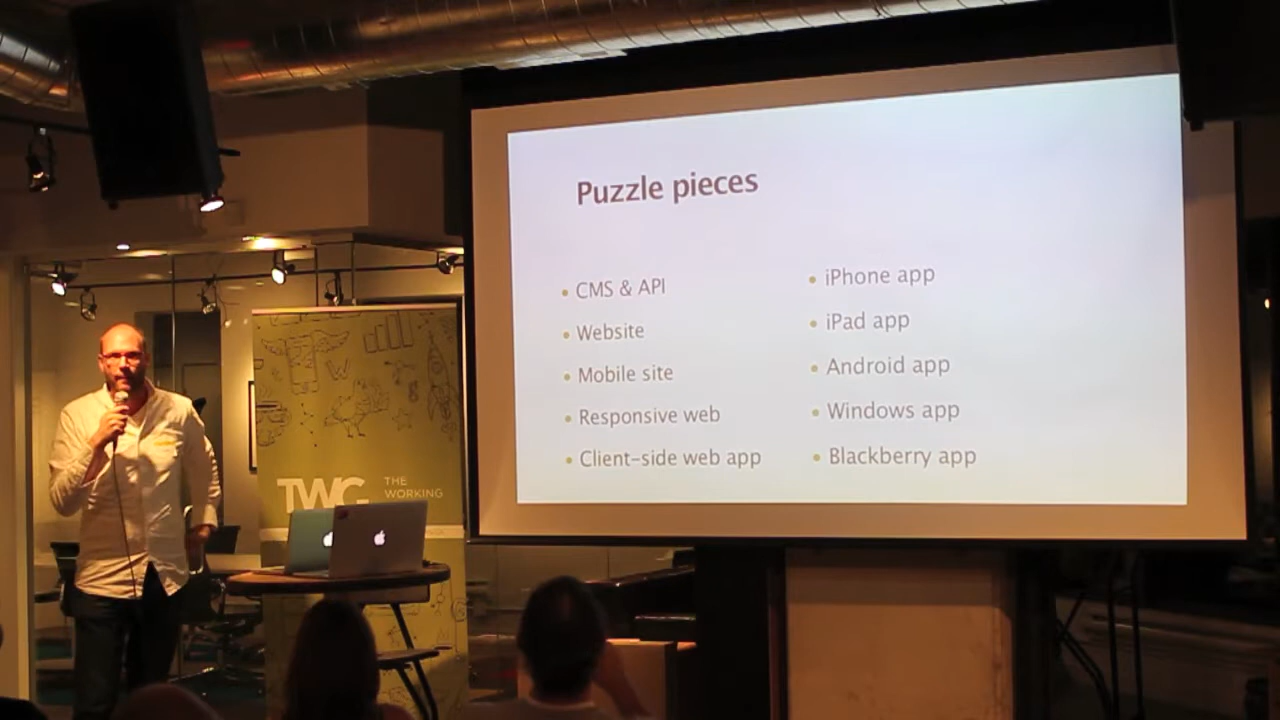 Puzzle pieces
• CMS & API
• Website
• Mobile site
• Responsive web
• Client-side web app
• iPhone app
• iPad app
• Android app
• Windows app
• Blackberry app
W
TWG
THE
WORKING